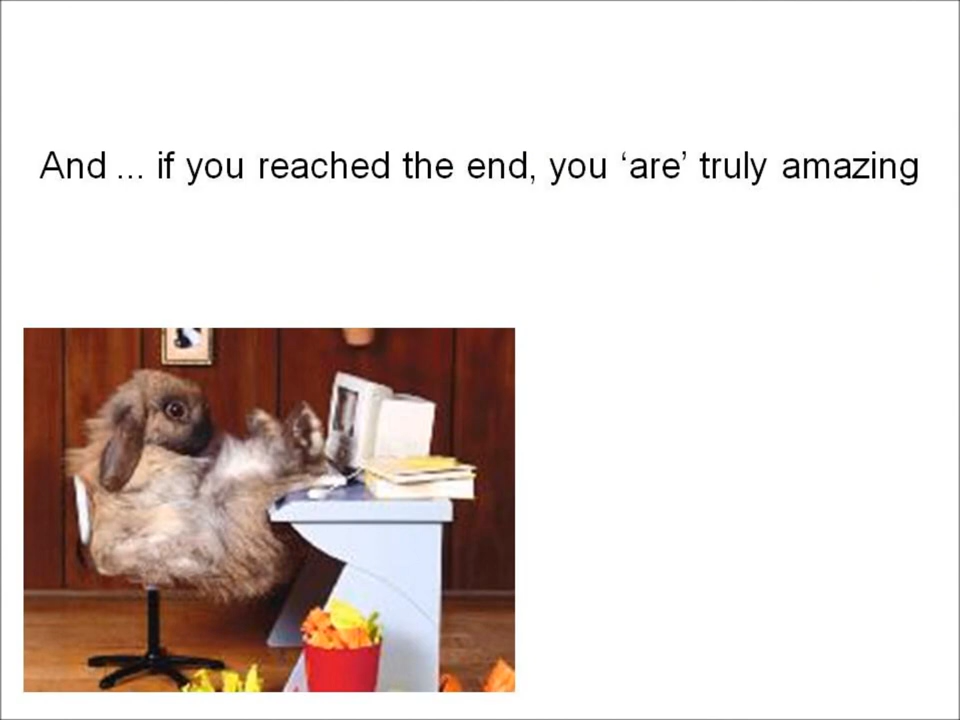 And ... if you reached the end, you ‘are’ truly amazing